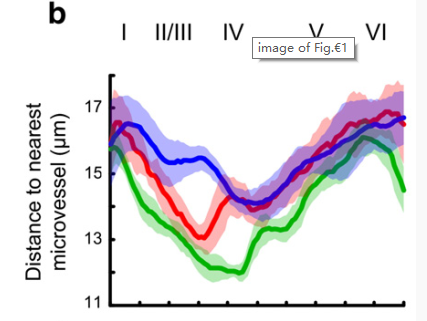 b
I II/III IV V VI
image of Fig.€1
Distance to nearest
microvessel (μm)
17
15
13
11